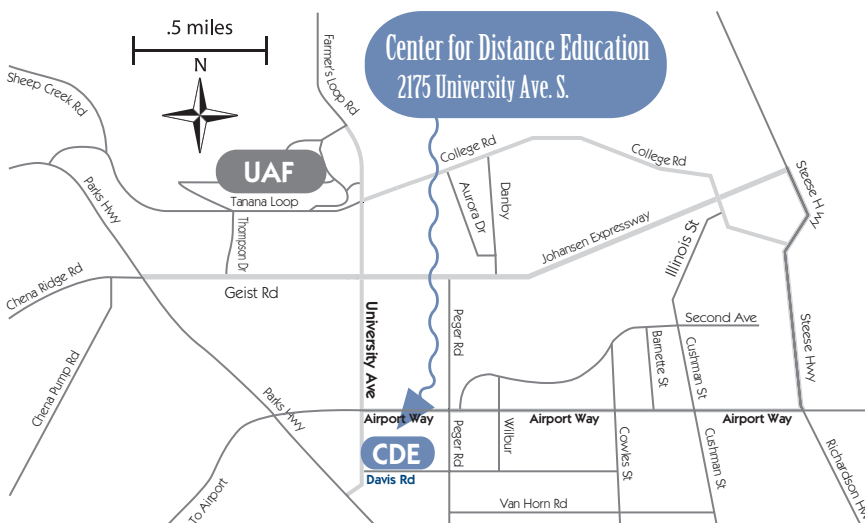 .5 miles
N
Center for Distance Education
2175 University Ave. S.
Sheep Creek Rd
Farmer's Loop Rd
College Rd
College Rd
UAF
Tanana Loop
Parks Hwy
Thompson Dr
Aurora Dr
Danby
Steese Hwy
Johansen Expressway
Illinois St
Chena Ridge Rd
Geist Rd
University Ave
Peger Rd
Second Ave
Barnette St
Cushman St
Steese Hwy
Chena Pump Rd
Parks Hwy
Airport Way
Airport Way
Airport Way
CDE
Davis Rd
Peger Rd
Wilbur
Cowles St
Cushman St
Richardson Hw
To Airport
Van Horn Rd